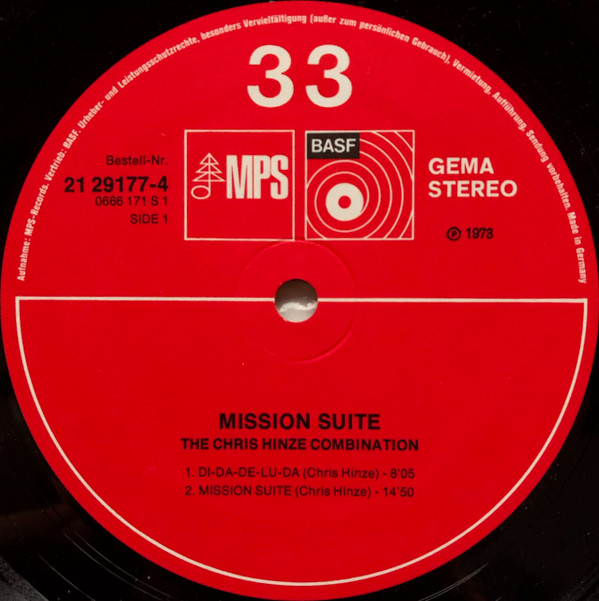 Aufnahme: MPS-Records. Vertrieb: BASF. Urheber- und Leistungsschutzrechte, besonders Vervielfältigung (außer zum persönlichen Gebrauch), Vermietung, Aufführung, Sendung vorbehalten. Made in Germany
33
Bestell-Nr.
21 29177-4
0666 171 S 1
SIDE 1
MPS
BASF
GEMA
STEREO
℗ 1973
MISSION SUITE
THE CHRIS HINZE COMBINATION
1. DI-DA-DE-LU-DA (Chris Hinze) - 8'05
2. MISSION SUITE (Chris Hinze) - 14'50